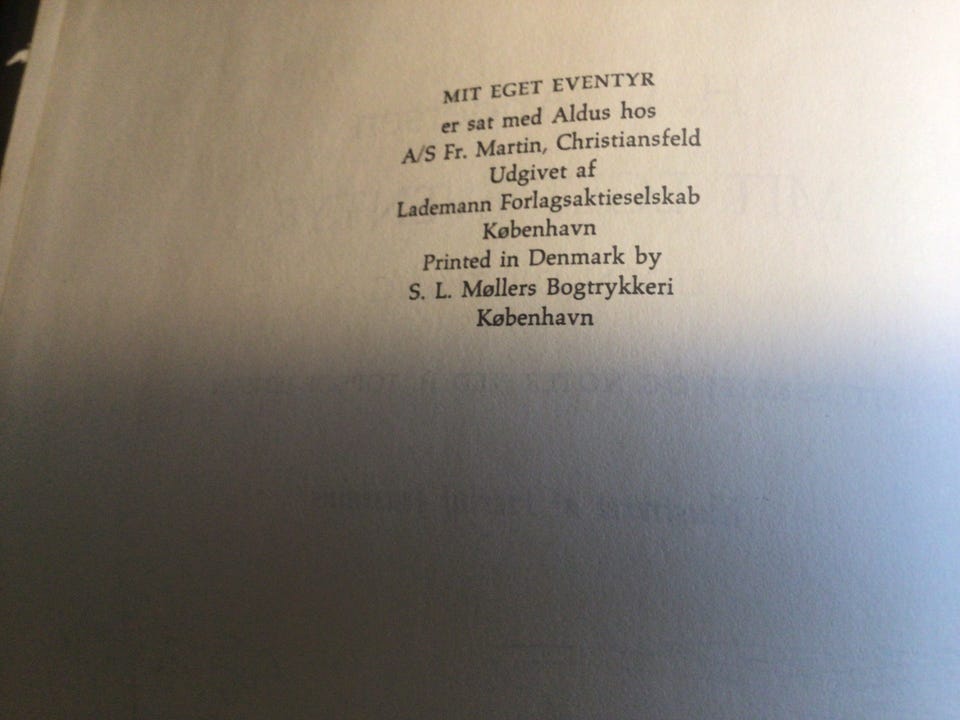 MIT EGET EVENTYR
er sat med Aldus hos
A/S Fr. Martin, Christiansfeld
Udgivet af
Lademann Forlagsaktieselskab
København
Printed in Denmark by
S. L. Møllers Bogtrykkeri
København